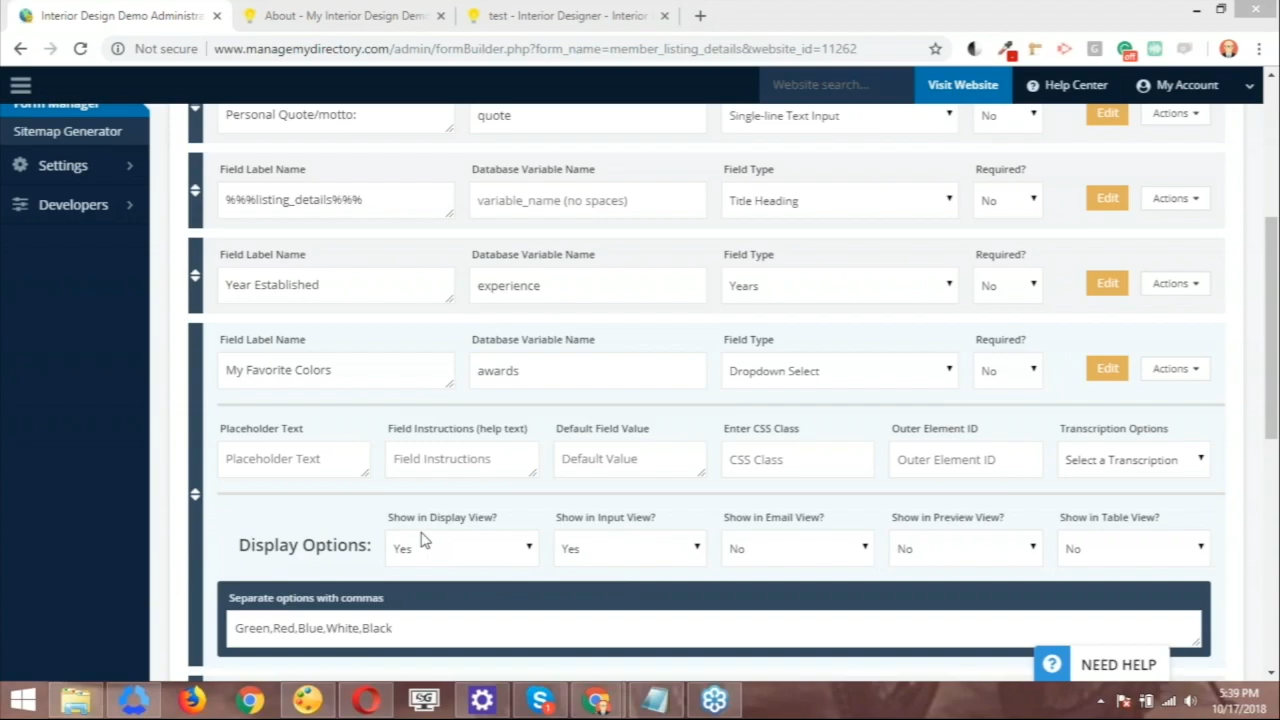 Interior Design Demo Administra
About - My Interior Design Demo
test - Interior Designer - Interior
Not secure
www.managemydirectory.com/admin/formBuilder.php?form_name=member_listing_details&website_id=11262
off
Website search...
Visit Website
Help Center
My Account
Form Manager
Sitemap Generator
Settings
Developers
Personal Quote/motto:
quote
Single-line Text Input
No
Edit
Actions
Field Label Name
Database Variable Name
Field Type
Required?
%%%listing_details%%%
variable_name (no spaces)
Title Heading
No
Edit
Actions
Field Label Name
Database Variable Name
Field Type
Required?
Year Established
experience
Years
No
Edit
Actions
Field Label Name
Database Variable Name
Field Type
Required?
My Favorite Colors
awards
Dropdown Select
No
Edit
Actions
Placeholder Text
Field Instructions (help text)
Default Field Value
Enter CSS Class
Outer Element ID
Transcription Options
Placeholder Text
Field Instructions
Default Value
CSS Class
Outer Element ID
Select a Transcription
Display Options:
Show in Display View?
Show in Input View?
Show in Email View?
Show in Preview View?
Show in Table View?
Yes
Yes
No
No
No
Separate options with commas
Green,Red,Blue,White,Black
? NEED HELP
SG
5:39 PM
10/17/2018